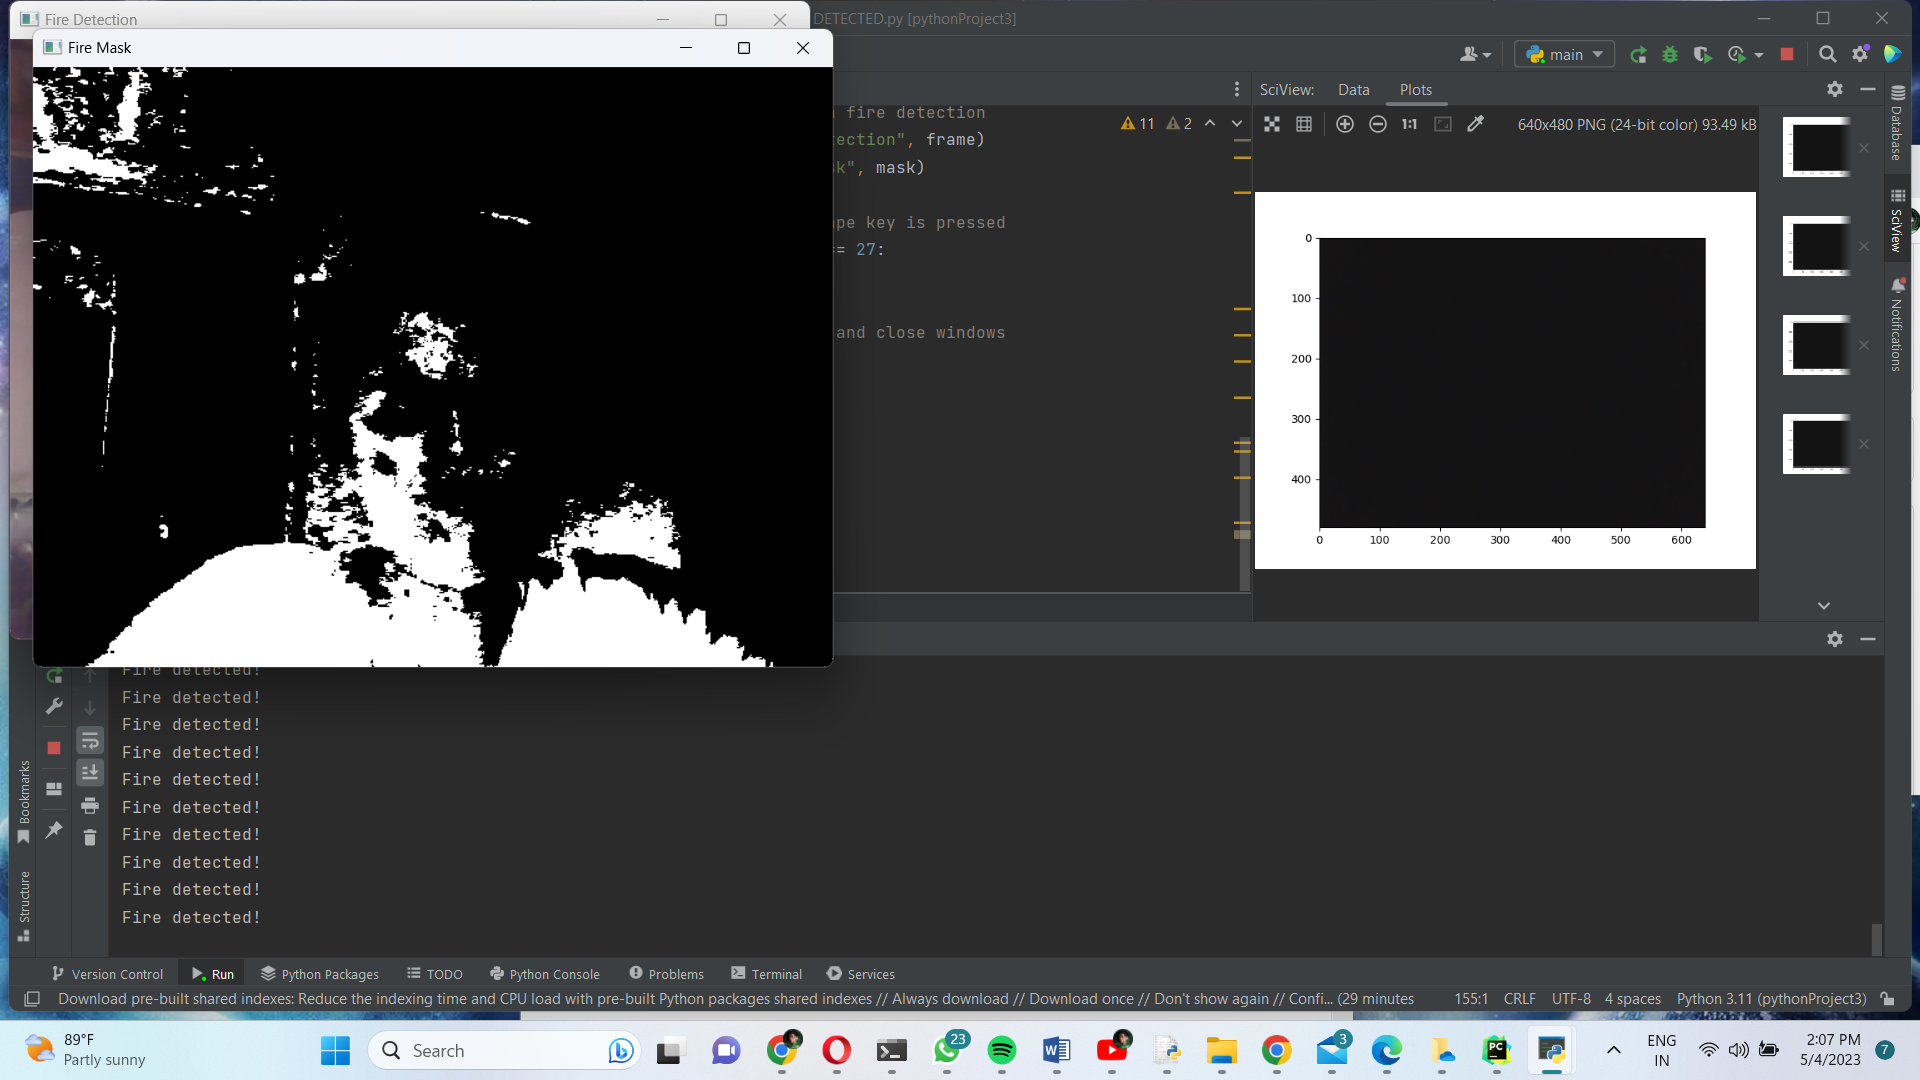 Fire Detection
DETECTED.py [pythonProject3]
Fire Mask
main
SciView:
Data
Plots
fire detection
ection", frame)
11
2
k", mask)
1:1
640x480 PNG (24-bit color) 93.49 kB
pe key is pressed
== 27:
and close windows
0
100
200
300
400
0
100
200
300
400
500
600
Database
SciView
Notifications
Fire detected!
Fire detected!
Fire detected!
Fire detected!
Fire detected!
Fire detected!
Fire detected!
Fire detected!
Fire detected!
Fire detected!
Bookmarks
Structure
Version Control
Run
Python Packages
TODO
Python Console
Problems
Terminal
Services
Download pre-built shared indexes: Reduce the indexing time and CPU load with pre-built Python packages shared indexes // Always download // Download once // Don't show again // Confi... (29 minutes
155:1
CRLF
UTF-8
4 spaces
Python 3.11 (pythonProject3)
89°F
Partly sunny
Search
23
PC
3
ENG
IN
2:07 PM
5/4/2023
7